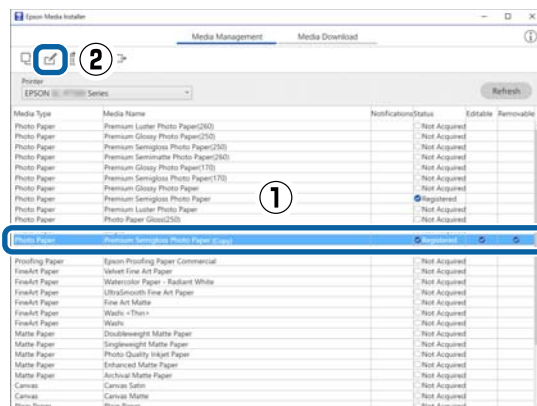 Epson Media Installer
Media Management Media Download
②
Printer
EPSON Series
Refresh
Media Type Media Name Notifications Status Editable Removable
Photo Paper Premium Luster Photo Paper(260) Not Acquired
Photo Paper Premium Glossy Photo Paper(250) Not Acquired
Photo Paper Premium Semigloss Photo Paper(250) Not Acquired
Photo Paper Premium Semimatte Photo Paper(260) Not Acquired
Photo Paper Premium Glossy Photo Paper(170) Not Acquired
Photo Paper Premium Semigloss Photo Paper(170) Not Acquired
Photo Paper Premium Glossy Photo Paper Not Acquired
Photo Paper Premium Semigloss Photo Paper Registered
Photo Paper Premium Luster Photo Paper Not Acquired
Photo Paper Photo Paper Gloss(250) Not Acquired
①
Photo Paper Premium Semigloss Photo Paper (Copy) Registered
Proofing Paper Epson Proofing Paper Commercial Not Acquired
FineArt Paper Velvet Fine Art Paper Not Acquired
FineArt Paper Watercolor Paper - Radiant White Not Acquired
FineArt Paper UltraSmooth Fine Art Paper Not Acquired
FineArt Paper Fine Art Matte Not Acquired
FineArt Paper Washi <Thin> Not Acquired
FineArt Paper Washi Not Acquired
Matte Paper Doubleweight Matte Paper Not Acquired
Matte Paper Singleweight Matte Paper Not Acquired
Matte Paper Photo Quality Inkjet Paper Not Acquired
Matte Paper Enhanced Matte Paper Not Acquired
Matte Paper Archival Matte Paper Not Acquired
Canvas Canvas Satin Not Acquired
Canvas Canvas Matte Not Acquired